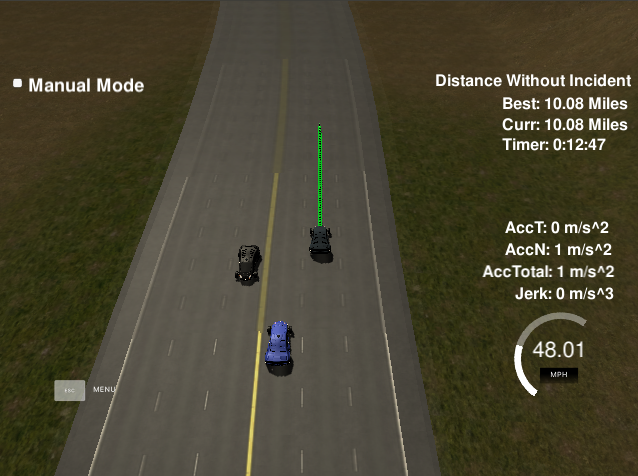 Manual Mode
Distance Without Incident
Best: 10.08 Miles
Curr: 10.08 Miles
Timer: 0:12:47
AccT: 0 m/s^2
AccN: 1 m/s^2
AccTotal: 1 m/s^2
Jerk: 0 m/s^3
48.01
MPH
ESC MENU